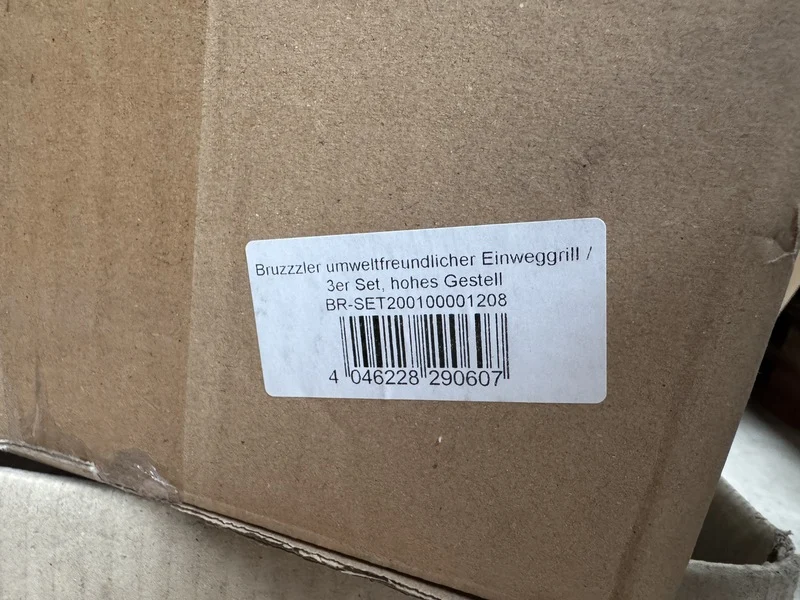 Bruzzzler umweltfreundlicher Einweggrill /
3er Set, hohes Gestell
BR-SET200100001208
4 046228 290607